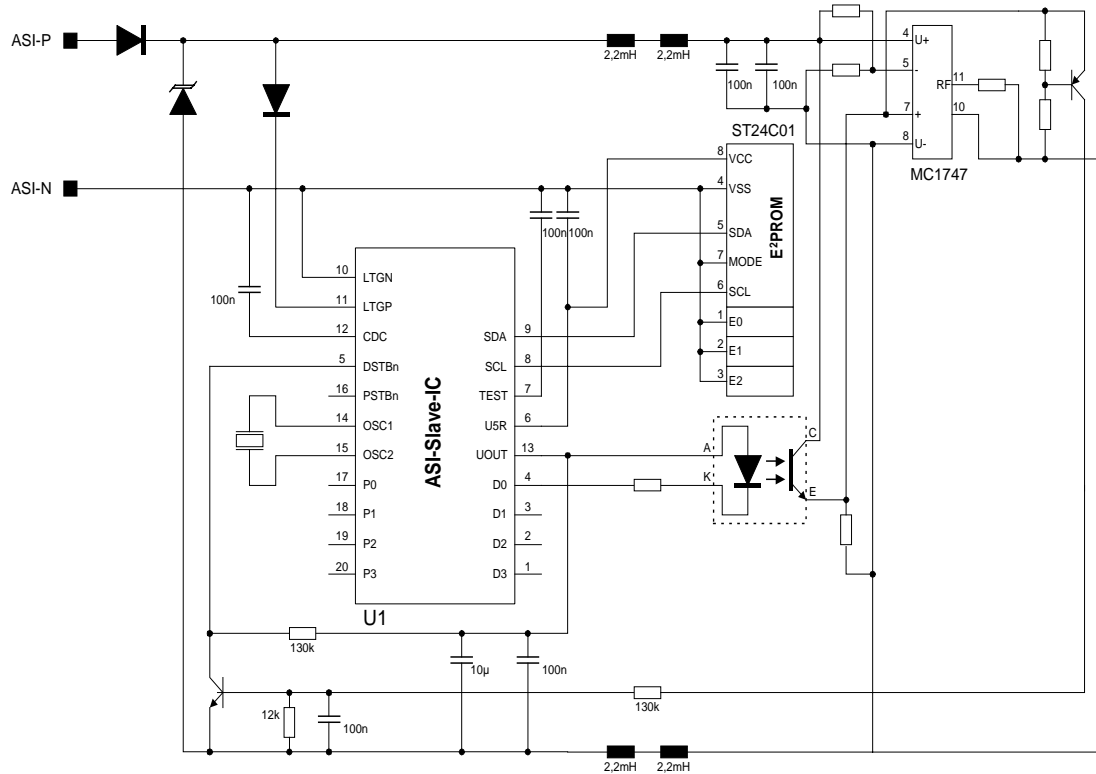 ASI-P
2,2mH 2,2mH
100n 100n
4 U+
5 -
RF 11
7 +
10
8 U-
MC1747
ST24C01
8 VCC
4 VSS
5 SDA
7 MODE
6 SCL
1 E0
2 E1
3 E2
E²PROM
ASI-N
100n 100n
100n
10 LTGN
11 LTGP
12 CDC
5 DSTBn
16 PSTBn
14 OSC1
15 OSC2
17 P0
18 P1
19 P2
20 P3
ASI-Slave-IC
SDA 9
SCL 8
TEST 7
U5R 6
UOUT 13
D0 4
D1 3
D2 2
D3 1
U1
A
K
C
E
130k
10µ
100n
12k
100n
130k
2,2mH 2,2mH